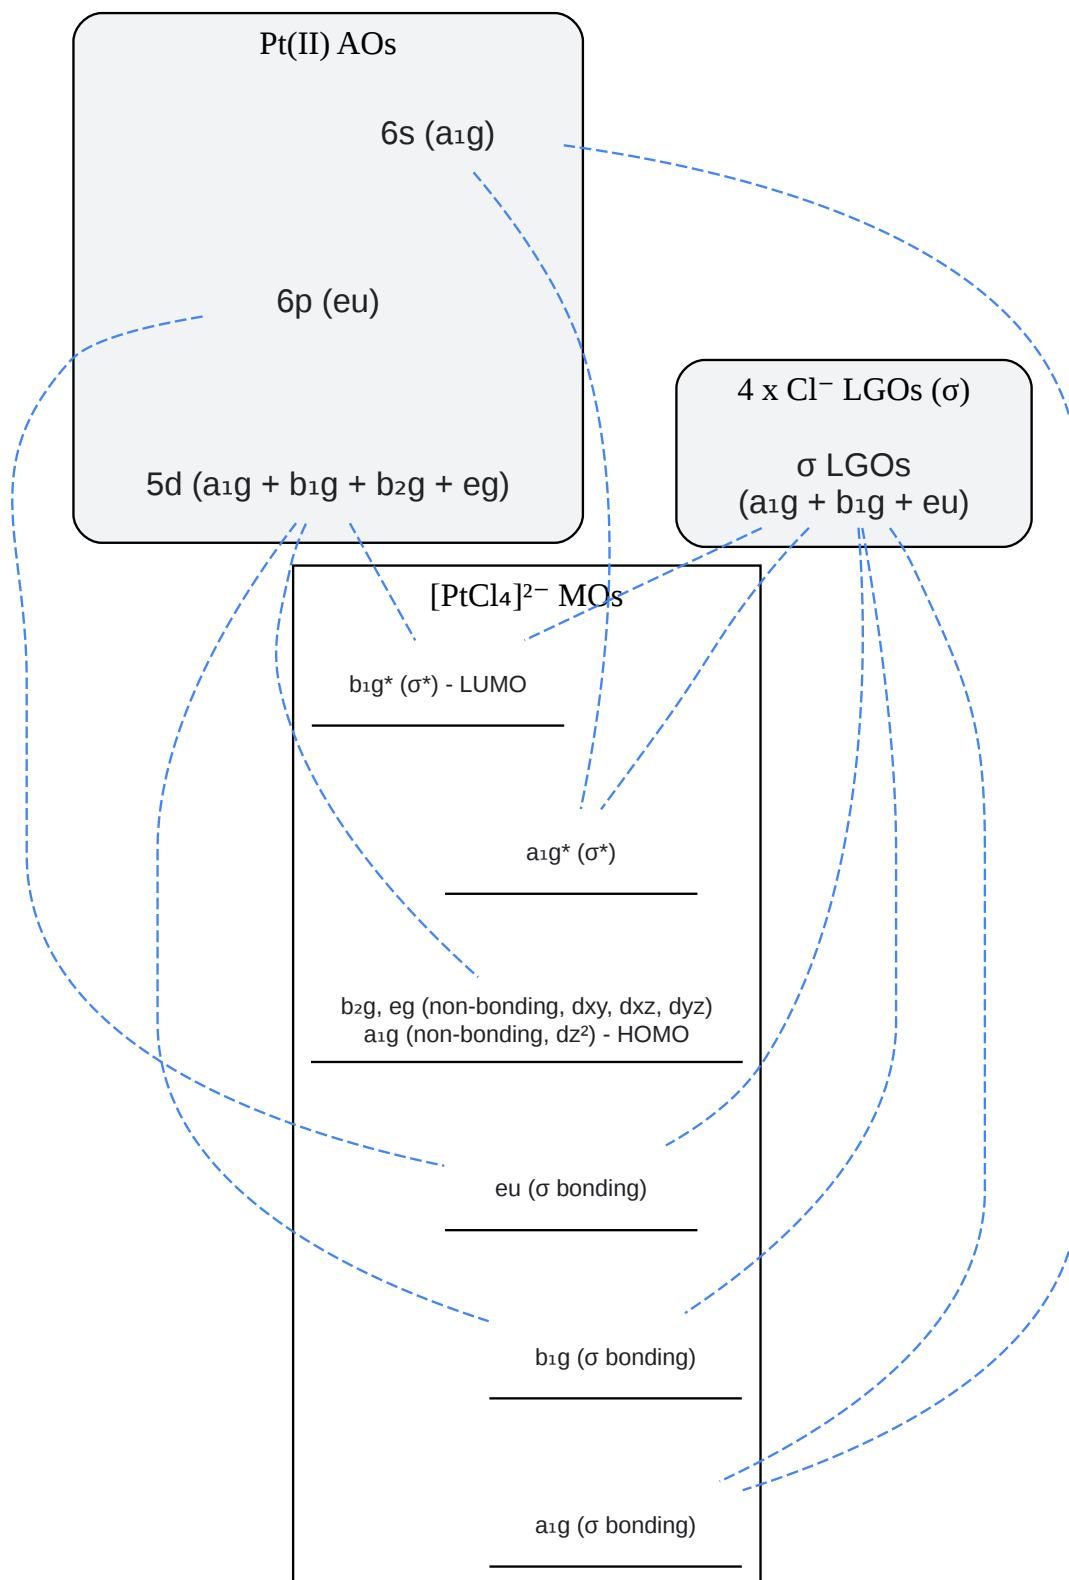 Pt(II) AOs
6s (a₁g)
6p (eu)
5d (a₁g + b₁g + b₂g + eg)
4 x Cl⁻ LGOs (σ)
σ LGOs
(a₁g + b₁g + eu)
[PtCl₄]²⁻ MOs
b₁g* (σ*) - LUMO
a₁g* (σ*)
b₂g, eg (non-bonding, dxy, dxz, dyz)
a₁g (non-bonding, dz²) - HOMO
eu (σ bonding)
b₁g (σ bonding)
a₁g (σ bonding)